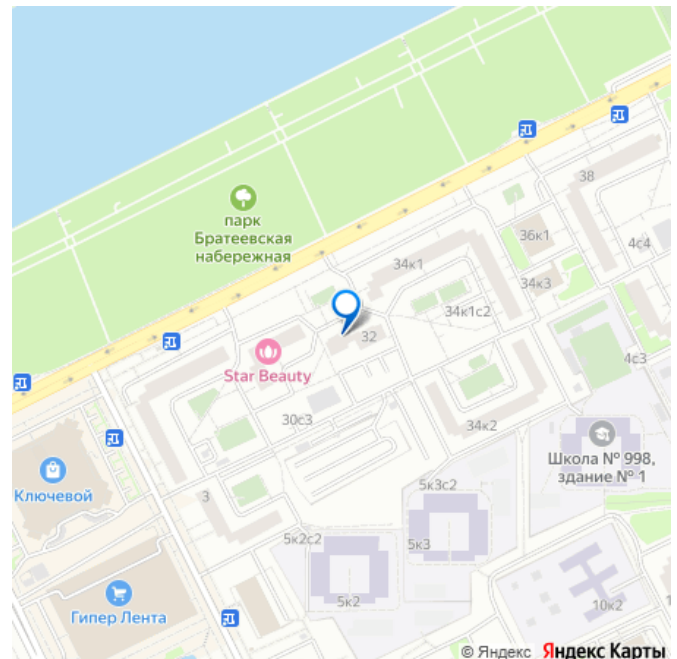 38
парк
Братеевская
набережная
36к1
4с4
34к1
34к3
34к1с2
32
Star Beauty
4с3
30с3
34к2
Школа № 998,
здание № 1
Ключевой
5к3с2
3
5к2с2
5к3
Гипер Лента
5к2
10к2
1
© Яндекс Яндекс Карты